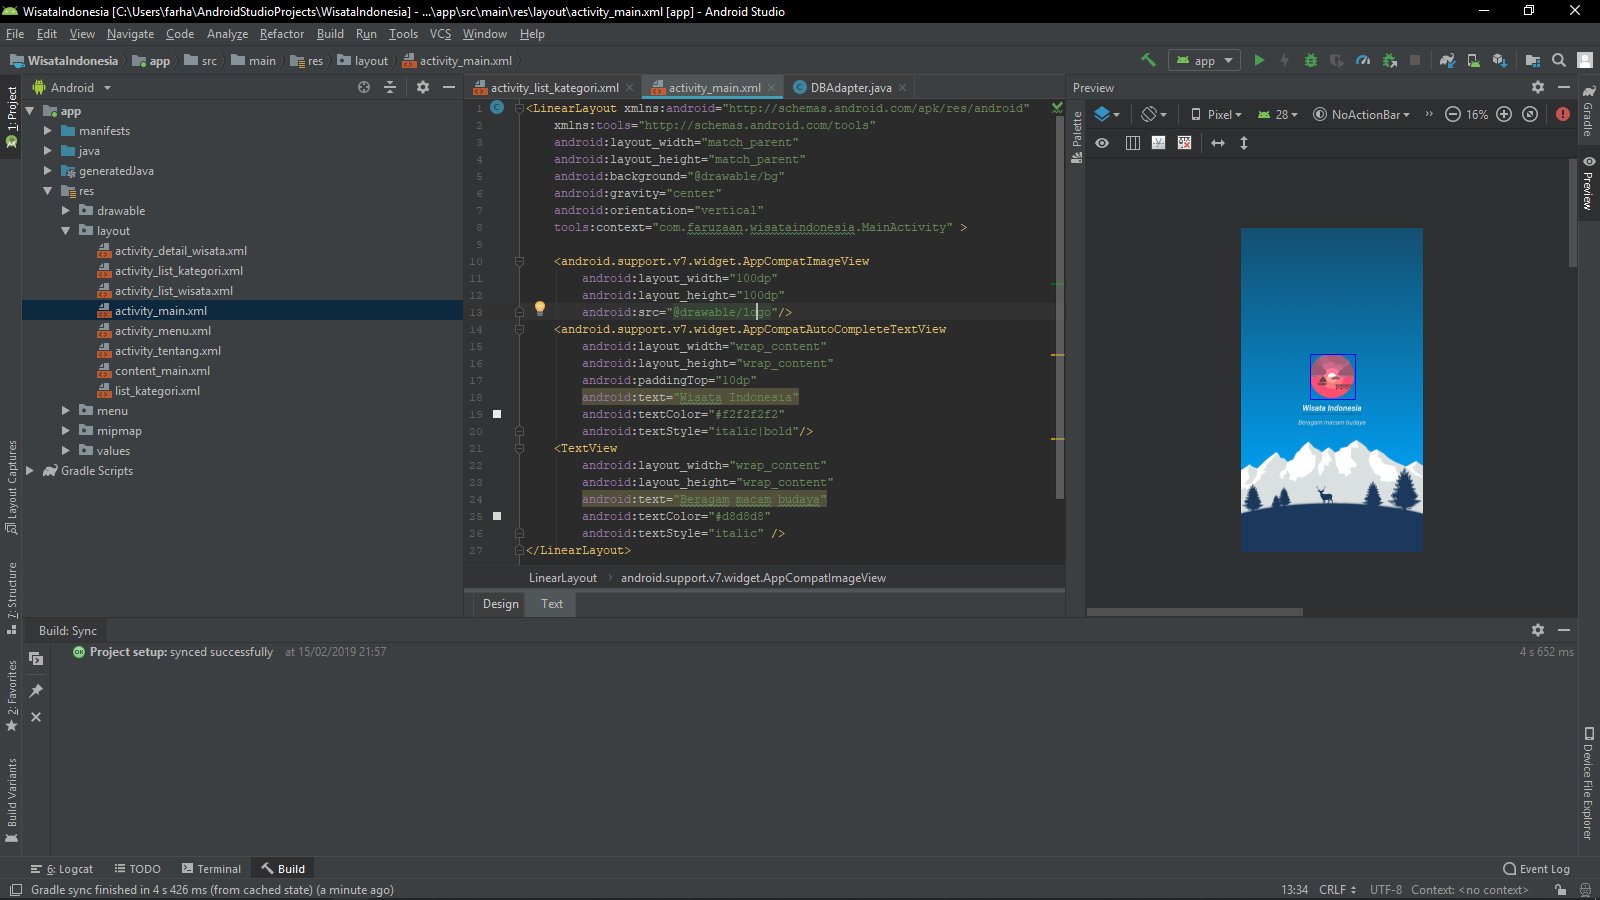 WisataIndonesia [C:\Users\farha\AndroidStudioProjects\WisataIndonesia] - ...\app\src\main\res\layout\activity_main.xml [app] - Android Studio
File Edit View Navigate Code Analyze Refactor Build Run Tools VCS Window Help
WisataIndonesia app src main res layout activity_main.xml
app
Android
activity_list_kategori.xml activity_main.xml DBAdapter.java
Preview
1: Project
app
manifests
java
generatedJava
res
drawable
layout
activity_detail_wisata.xml
activity_list_kategori.xml
activity_list_wisata.xml
activity_main.xml
activity_menu.xml
activity_tentang.xml
content_main.xml
list_kategori.xml
menu
mipmap
values
Gradle Scripts
Layout Captures
7: Structure
2: Favorites
Build Variants
1 <LinearLayout xmlns:android="http://schemas.android.com/apk/res/android"
2 xmlns:tools="http://schemas.android.com/tools"
3 android:layout_width="match_parent"
4 android:layout_height="match_parent"
5 android:background="@drawable/bg"
6 android:gravity="center"
7 android:orientation="vertical"
8 tools:context="com.faruzaan.wisataindonesia.MainActivity" >
9
10 <android.support.v7.widget.AppCompatImageView
11 android:layout_width="100dp"
12 android:layout_height="100dp"
13 android:src="@drawable/logo"/>
14 <android.support.v7.widget.AppCompatAutoCompleteTextView
15 android:layout_width="wrap_content"
16 android:layout_height="wrap_content"
17 android:paddingTop="10dp"
18 android:text="Wisata Indonesia"
19 android:textColor="#f2f2f2f2"
20 android:textStyle="italic|bold"/>
21 <TextView
22 android:layout_width="wrap_content"
23 android:layout_height="wrap_content"
24 android:text="Beragam macam budaya"
25 android:textColor="#d8d8d8"
26 android:textStyle="italic" />
27 </LinearLayout>
LinearLayout android.support.v7.widget.AppCompatImageView
Design Text
Palette
Pixel 28 NoActionBar 16%
Wisata Indonesia
Beragam macam budaya
Gradle
Preview
Device File Explorer
Build: Sync
Project setup: synced successfully at 15/02/2019 21:57
4 s 652 ms
6: Logcat TODO Terminal Build
Event Log
Gradle sync finished in 4 s 426 ms (from cached state) (a minute ago)
13:34 CRLF UTF-8 Context: <no context>